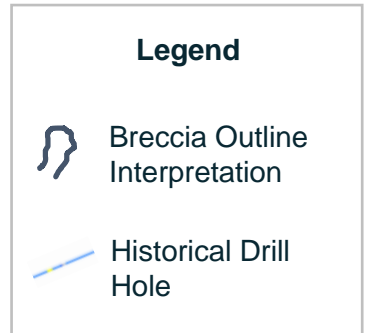 Legend
Breccia Outline
Interpretation
Historical Drill
Hole